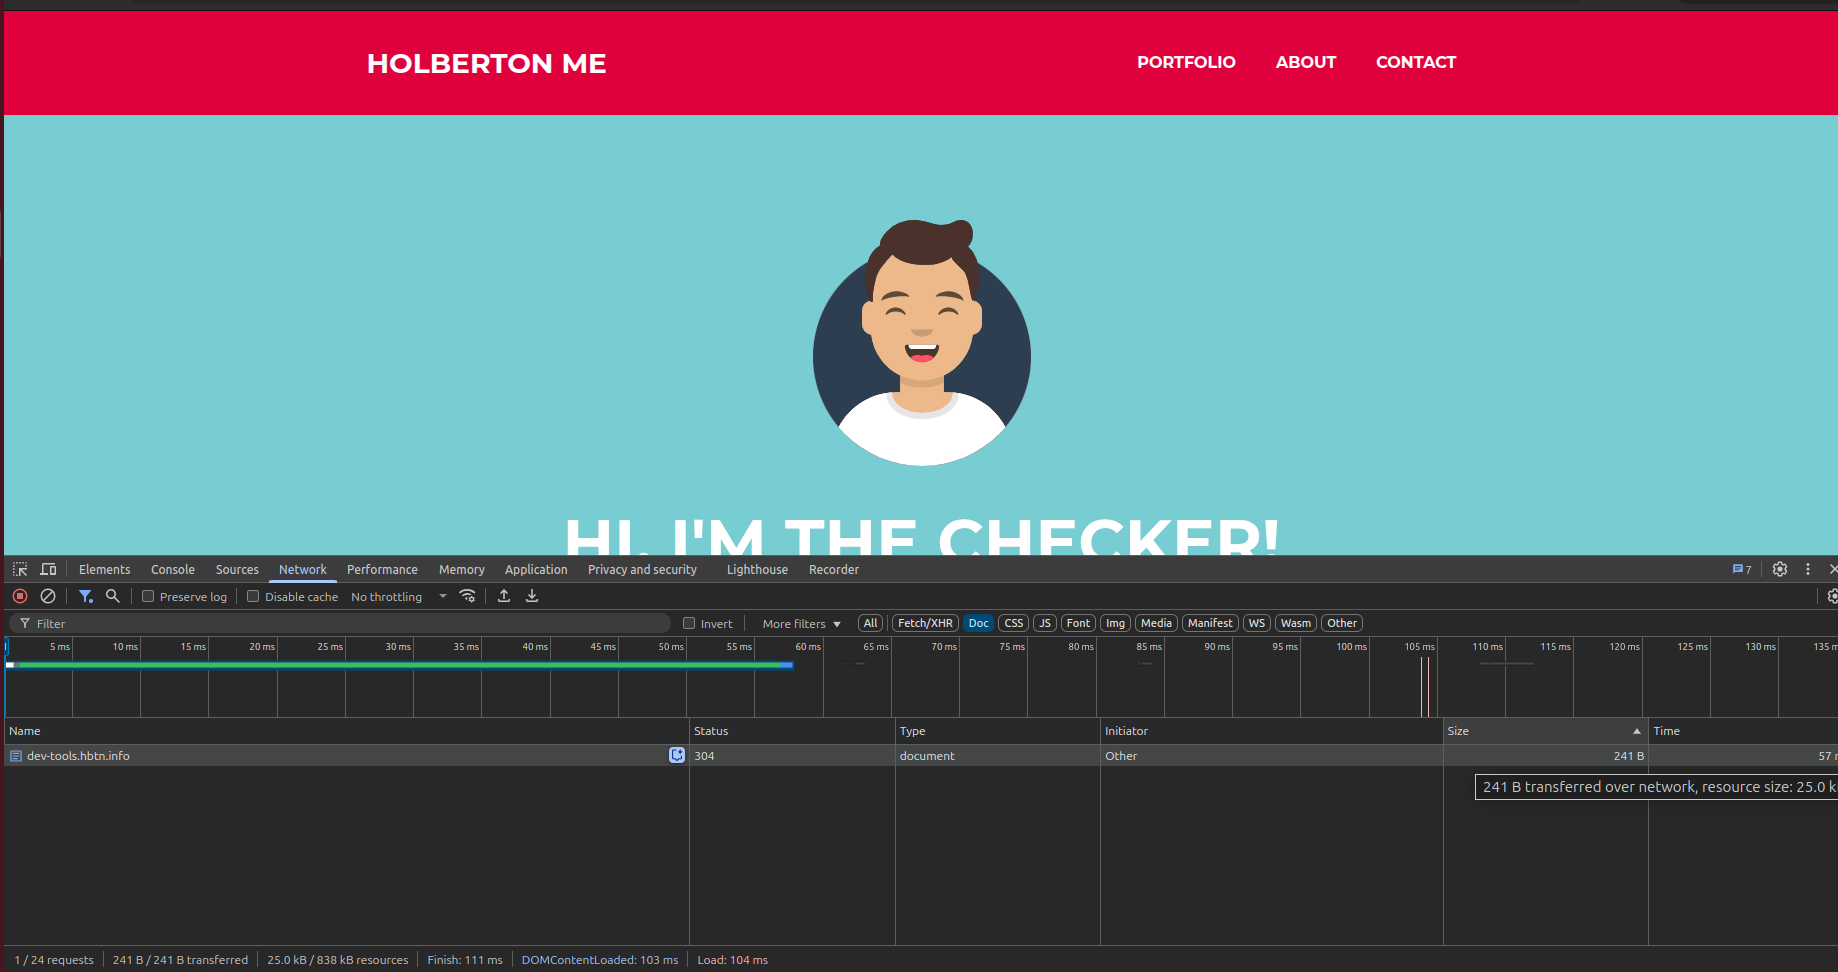 HOLBERTON ME PORTFOLIO ABOUT CONTACT
HI, I'M THE CHECKER!
Elements Console Sources Network Performance Memory Application Privacy and security Lighthouse Recorder 7
Preserve log Disable cache No throttling
Filter Invert More filters All Fetch/XHR Doc CSS JS Font Img Media Manifest WS Wasm Other
5 ms 10 ms 15 ms 20 ms 25 ms 30 ms 35 ms 40 ms 45 ms 50 ms 55 ms 60 ms 65 ms 70 ms 75 ms 80 ms 85 ms 90 ms 95 ms 100 ms 105 ms 110 ms 115 ms 120 ms 125 ms 130 ms 135 m
Name Status Type Initiator Size Time
dev-tools.hbtn.info 304 document Other 241 B 57
241 B transferred over network, resource size: 25.0 k
1 / 24 requests 241 B / 241 B transferred 25.0 kB / 838 kB resources Finish: 111 ms DOMContentLoaded: 103 ms Load: 104 ms